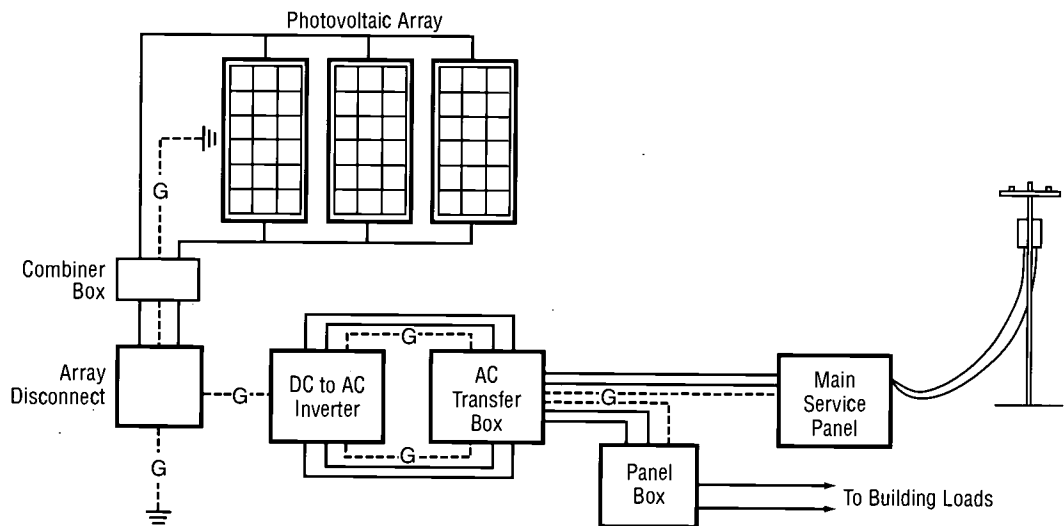 Photovoltaic Array
G
Combiner
Box
Array
Disconnect
G
G
DC to AC
Inverter
G
G
AC
Transfer
Box
G
Main
Service
Panel
Panel
Box
To Building Loads